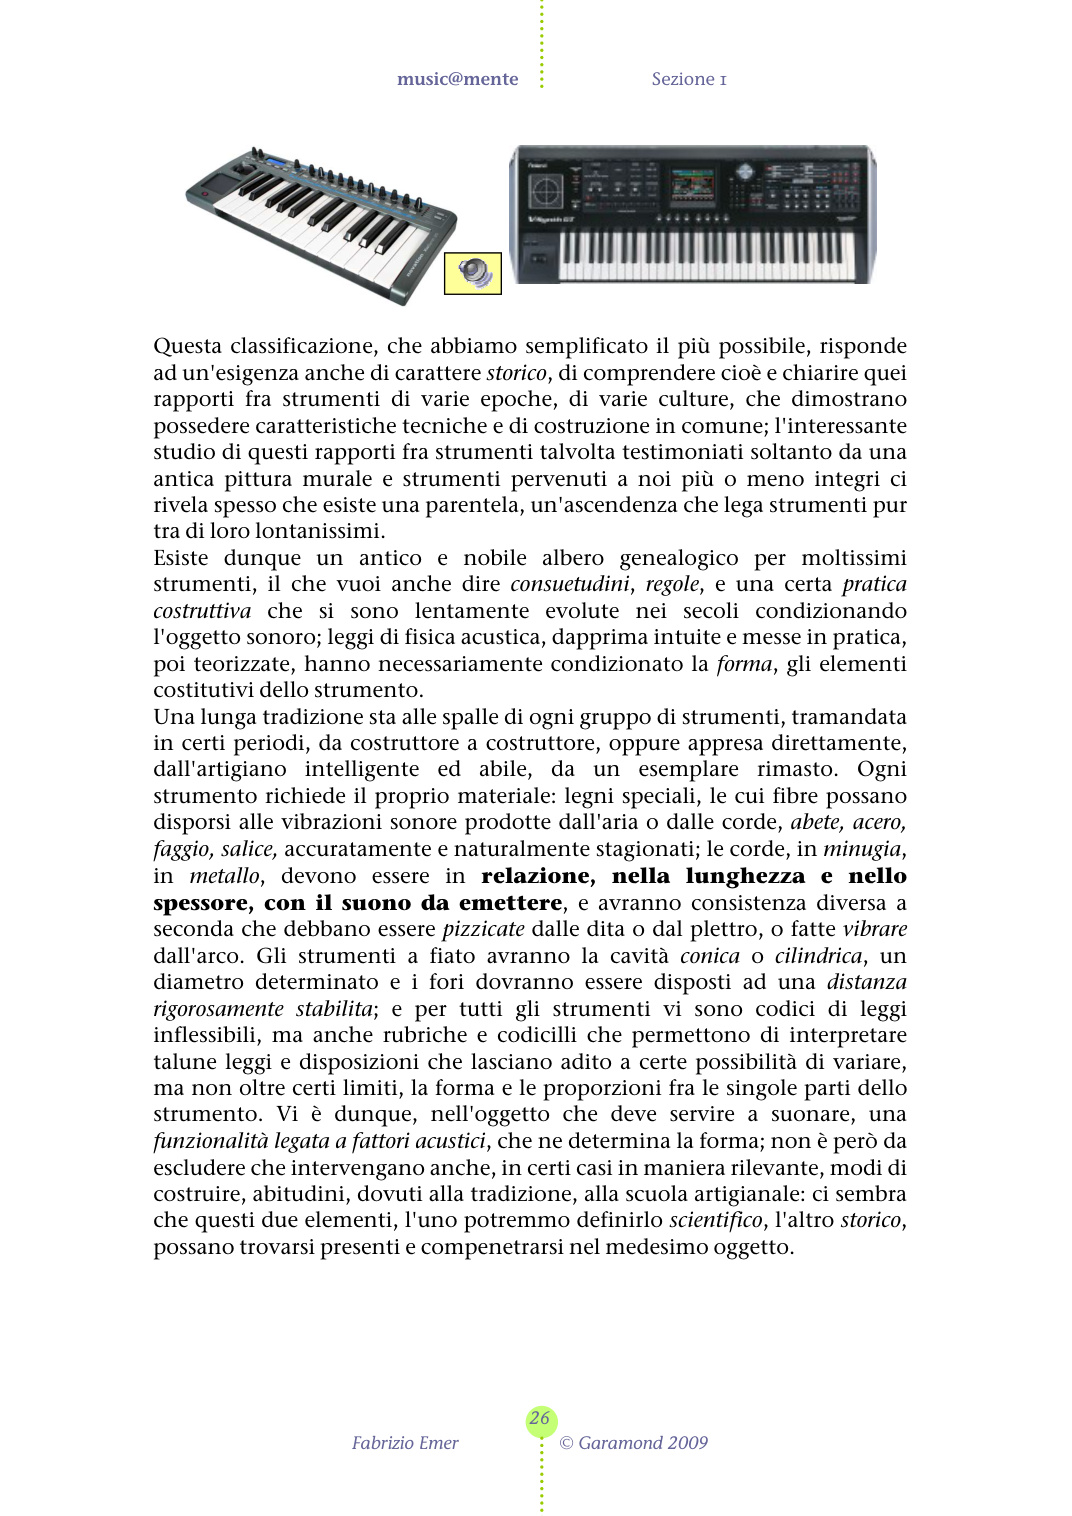 music@mente
Sezione 1
Roland
V-Synth GT
novation
Questa classificazione, che abbiamo semplificato il più possibile, risponde
ad un'esigenza anche di carattere storico, di comprendere cioè e chiarire quei
rapporti fra strumenti di varie epoche, di varie culture, che dimostrano
possedere caratteristiche tecniche e di costruzione in comune; l'interessante
studio di questi rapporti fra strumenti talvolta testimoniati soltanto da una
antica pittura murale e strumenti pervenuti a noi più o meno integri ci
rivela spesso che esiste una parentela, un'ascendenza che lega strumenti pur
tra di loro lontanissimi.
Esiste dunque un antico e nobile albero genealogico per moltissimi
strumenti, il che vuoi anche dire consuetudini, regole, e una certa pratica
costruttiva che si sono lentamente evolute nei secoli condizionando
l'oggetto sonoro; leggi di fisica acustica, dapprima intuite e messe in pratica,
poi teorizzate, hanno necessariamente condizionato la forma, gli elementi
costitutivi dello strumento.
Una lunga tradizione sta alle spalle di ogni gruppo di strumenti, tramandata
in certi periodi, da costruttore a costruttore, oppure appresa direttamente,
dall'artigiano intelligente ed abile, da un esemplare rimasto. Ogni
strumento richiede il proprio materiale: legni speciali, le cui fibre possano
disporsi alle vibrazioni sonore prodotte dall'aria o dalle corde, abete, acero,
faggio, salice, accuratamente e naturalmente stagionati; le corde, in minugia,
in metallo, devono essere in relazione, nella lunghezza e nello
spessore, con il suono da emettere, e avranno consistenza diversa a
seconda che debbano essere pizzicate dalle dita o dal plettro, o fatte vibrare
dall'arco. Gli strumenti a fiato avranno la cavità conica o cilindrica, un
diametro determinato e i fori dovranno essere disposti ad una distanza
rigorosamente stabilita; e per tutti gli strumenti vi sono codici di leggi
inflessibili, ma anche rubriche e codicilli che permettono di interpretare
talune leggi e disposizioni che lasciano adito a certe possibilità di variare,
ma non oltre certi limiti, la forma e le proporzioni fra le singole parti dello
strumento. Vi è dunque, nell'oggetto che deve servire a suonare, una
funzionalità legata a fattori acustici, che ne determina la forma; non è però da
escludere che intervengano anche, in certi casi in maniera rilevante, modi di
costruire, abitudini, dovuti alla tradizione, alla scuola artigianale: ci sembra
che questi due elementi, l'uno potremmo definirlo scientifico, l'altro storico,
possano trovarsi presenti e compenetrarsi nel medesimo oggetto.
26
Fabrizio Emer
© Garamond 2009